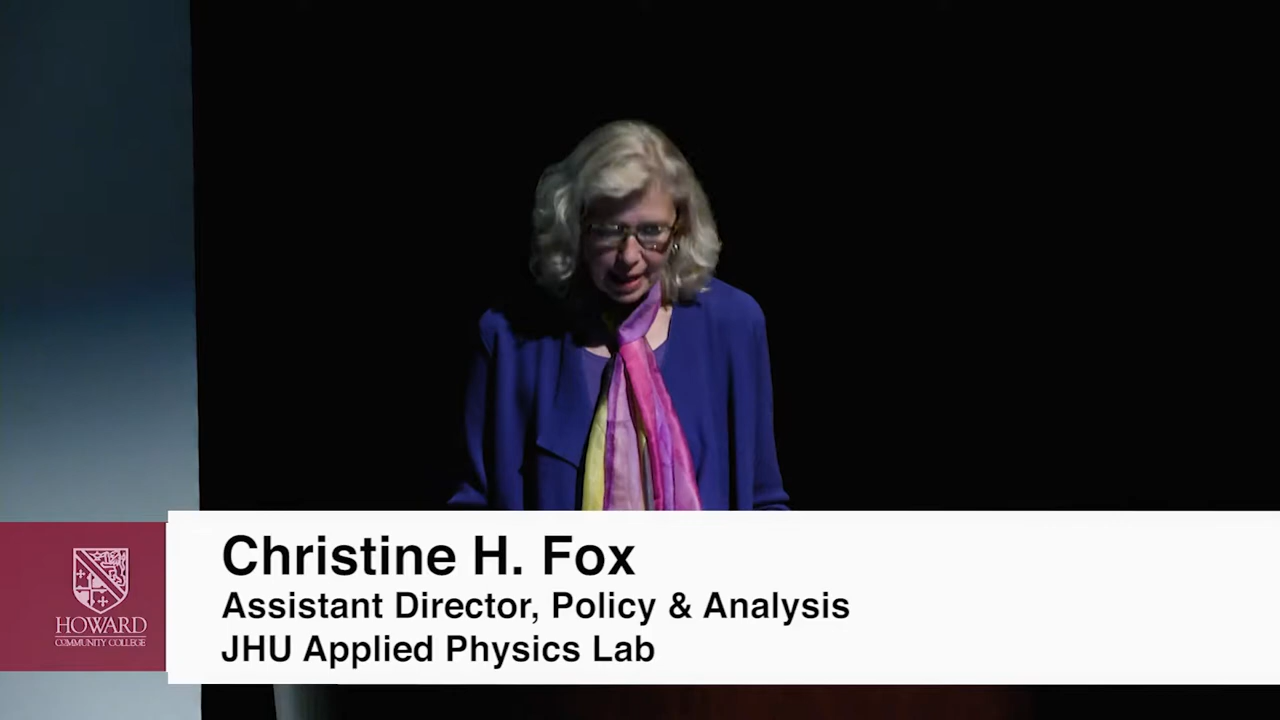 Christine H. Fox
Assistant Director, Policy & Analysis
JHU Applied Physics Lab
HOWARD
COMMUNITY COLLEGE